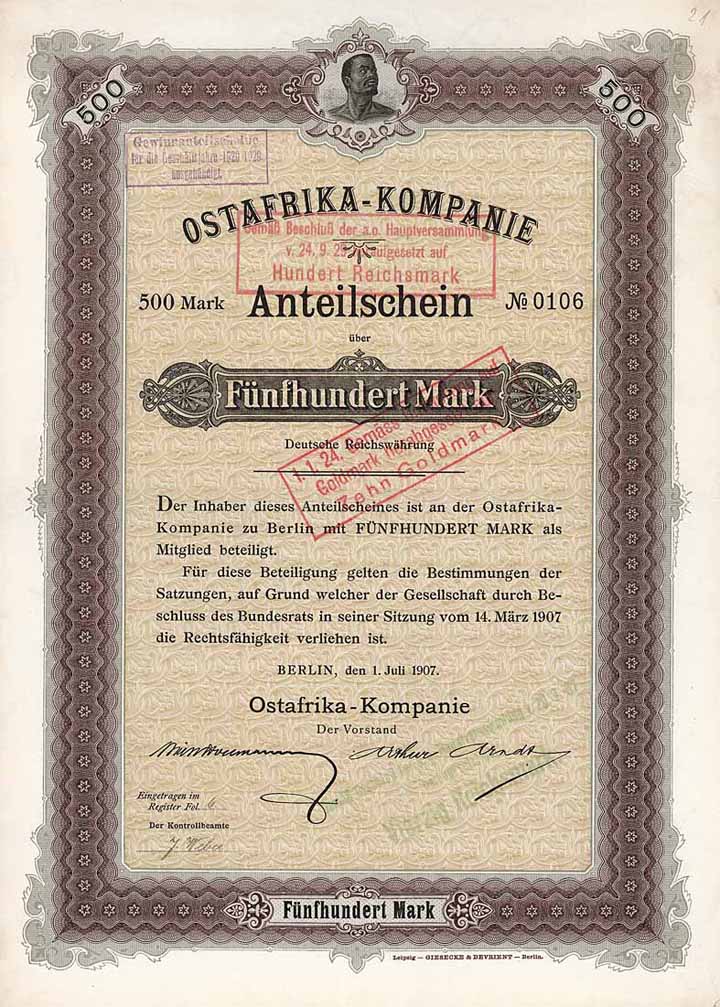 21
500
500
Gewinnanteilscheine
für die Geschäftsjahre
ausgehändigt
OSTAFRIKA-KOMPANIE
Gemäß Beschluß der a.o. Hauptversammlung
v. 24. 9. aufgesetzt auf
Hundert Reichsmark
500 Mark Anteilschein № 0106
über
Fünfhundert Mark
Deutsche Reichswährung
1. 1. 24. gemäss
Goldmark
Zehn Goldmark
Der Inhaber dieses Anteilscheines ist an der Ostafrika-
Kompanie zu Berlin mit FÜNFHUNDERT MARK als
Mitglied beteiligt.
Für diese Beteiligung gelten die Bestimmungen der
Satzungen, auf Grund welcher der Gesellschaft durch Be-
schluss des Bundesrats in seiner Sitzung vom 14. März 1907
die Rechtsfähigkeit verliehen ist.
BERLIN, den 1. Juli 1907.
Ostafrika-Kompanie
Der Vorstand
Arthur Arndt
Eingetragen im
Register Fol. 6
Der Kontrollbeamte
J. Weber
Fünfhundert Mark
Leipzig — GIESECKE & DEVRIENT — Berlin.